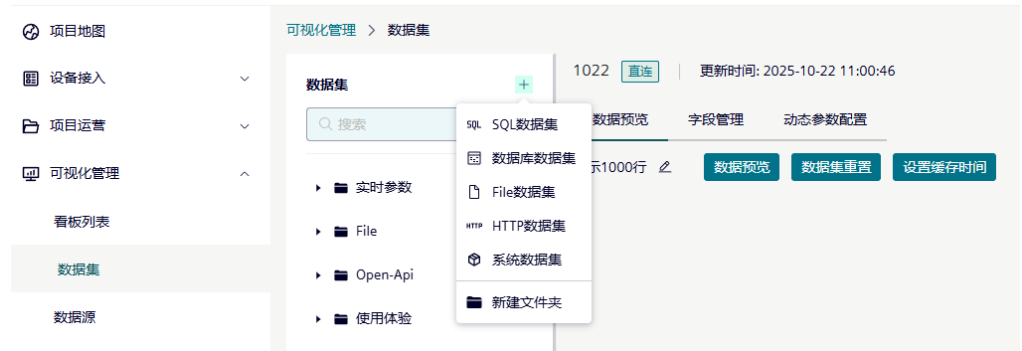 项目地图
设备接入
项目运营
可视化管理
看板列表
数据集
数据源
可视化管理 > 数据集
数据集 +
搜索
实时参数
File
Open-Api
使用体验
SQL SQL数据集
数据库数据集
File数据集
HTTP HTTP数据集
系统数据集
新建文件夹
1022 直连 更新时间: 2025-10-22 11:00:46
数据预览 字段管理 动态参数配置
示1000行 数据预览 数据集重置 设置缓存时间